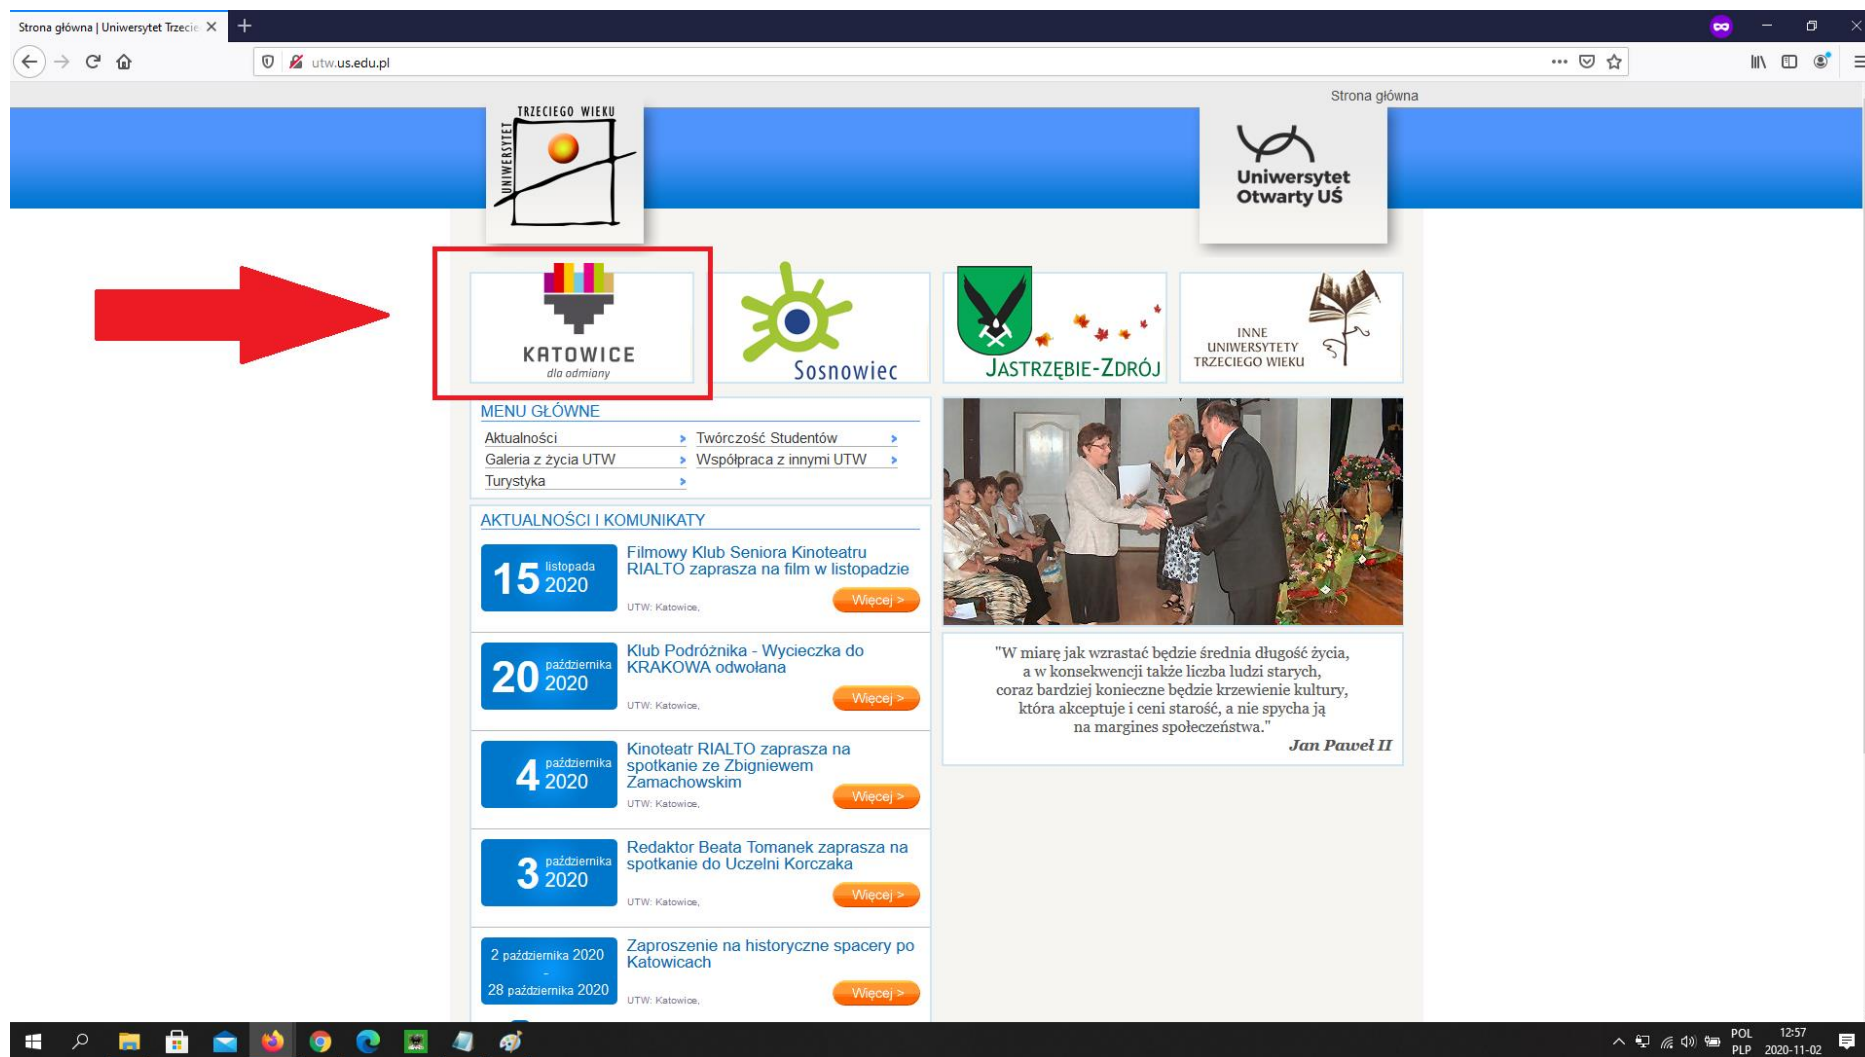 Strona główna | Uniwersytet Trzecie
utw.us.edu.pl
Strona główna
TRZECIEGO WIEKU
UNIWERSYTET
Uniwersytet
Otwarty UŚ
KATOWICE
dla odmiany
Sosnowiec
JASTRZĘBIE-ZDRÓJ
INNE
UNIWERSYTETY
TRZECIEGO WIEKU
MENU GŁÓWNE
Aktualności
Twórczość Studentów
Galeria z życia UTW
Współpraca z innymi UTW
Turystyka
AKTUALNOŚCI I KOMUNIKATY
15 listopada 2020
Filmowy Klub Seniora Kinoteatru
RIALTO zaprasza na film w listopadzie
UTW: Katowice,
Więcej >
20 października 2020
Klub Podróżnika - Wycieczka do
KRAKOWA odwołana
UTW: Katowice,
Więcej >
4 października 2020
Kinoteatr RIALTO zaprasza na
spotkanie ze Zbigniewem
Zamachowskim
UTW: Katowice,
Więcej >
3 października 2020
Redaktor Beata Tomanek zaprasza na
spotkanie do Uczelni Korczaka
UTW: Katowice,
Więcej >
2 października 2020
-
28 października 2020
Zaproszenie na historyczne spacery po
Katowicach
UTW: Katowice,
Więcej >
"W miarę jak wzrastać będzie średnia długość życia,
a w konsekwencji także liczba ludzi starych,
coraz bardziej konieczne będzie krzewienie kultury,
która akceptuje i ceni starość, a nie spycha ją
na margines społeczeństwa."
Jan Paweł II
POL
PLP
12:57
2020-11-02